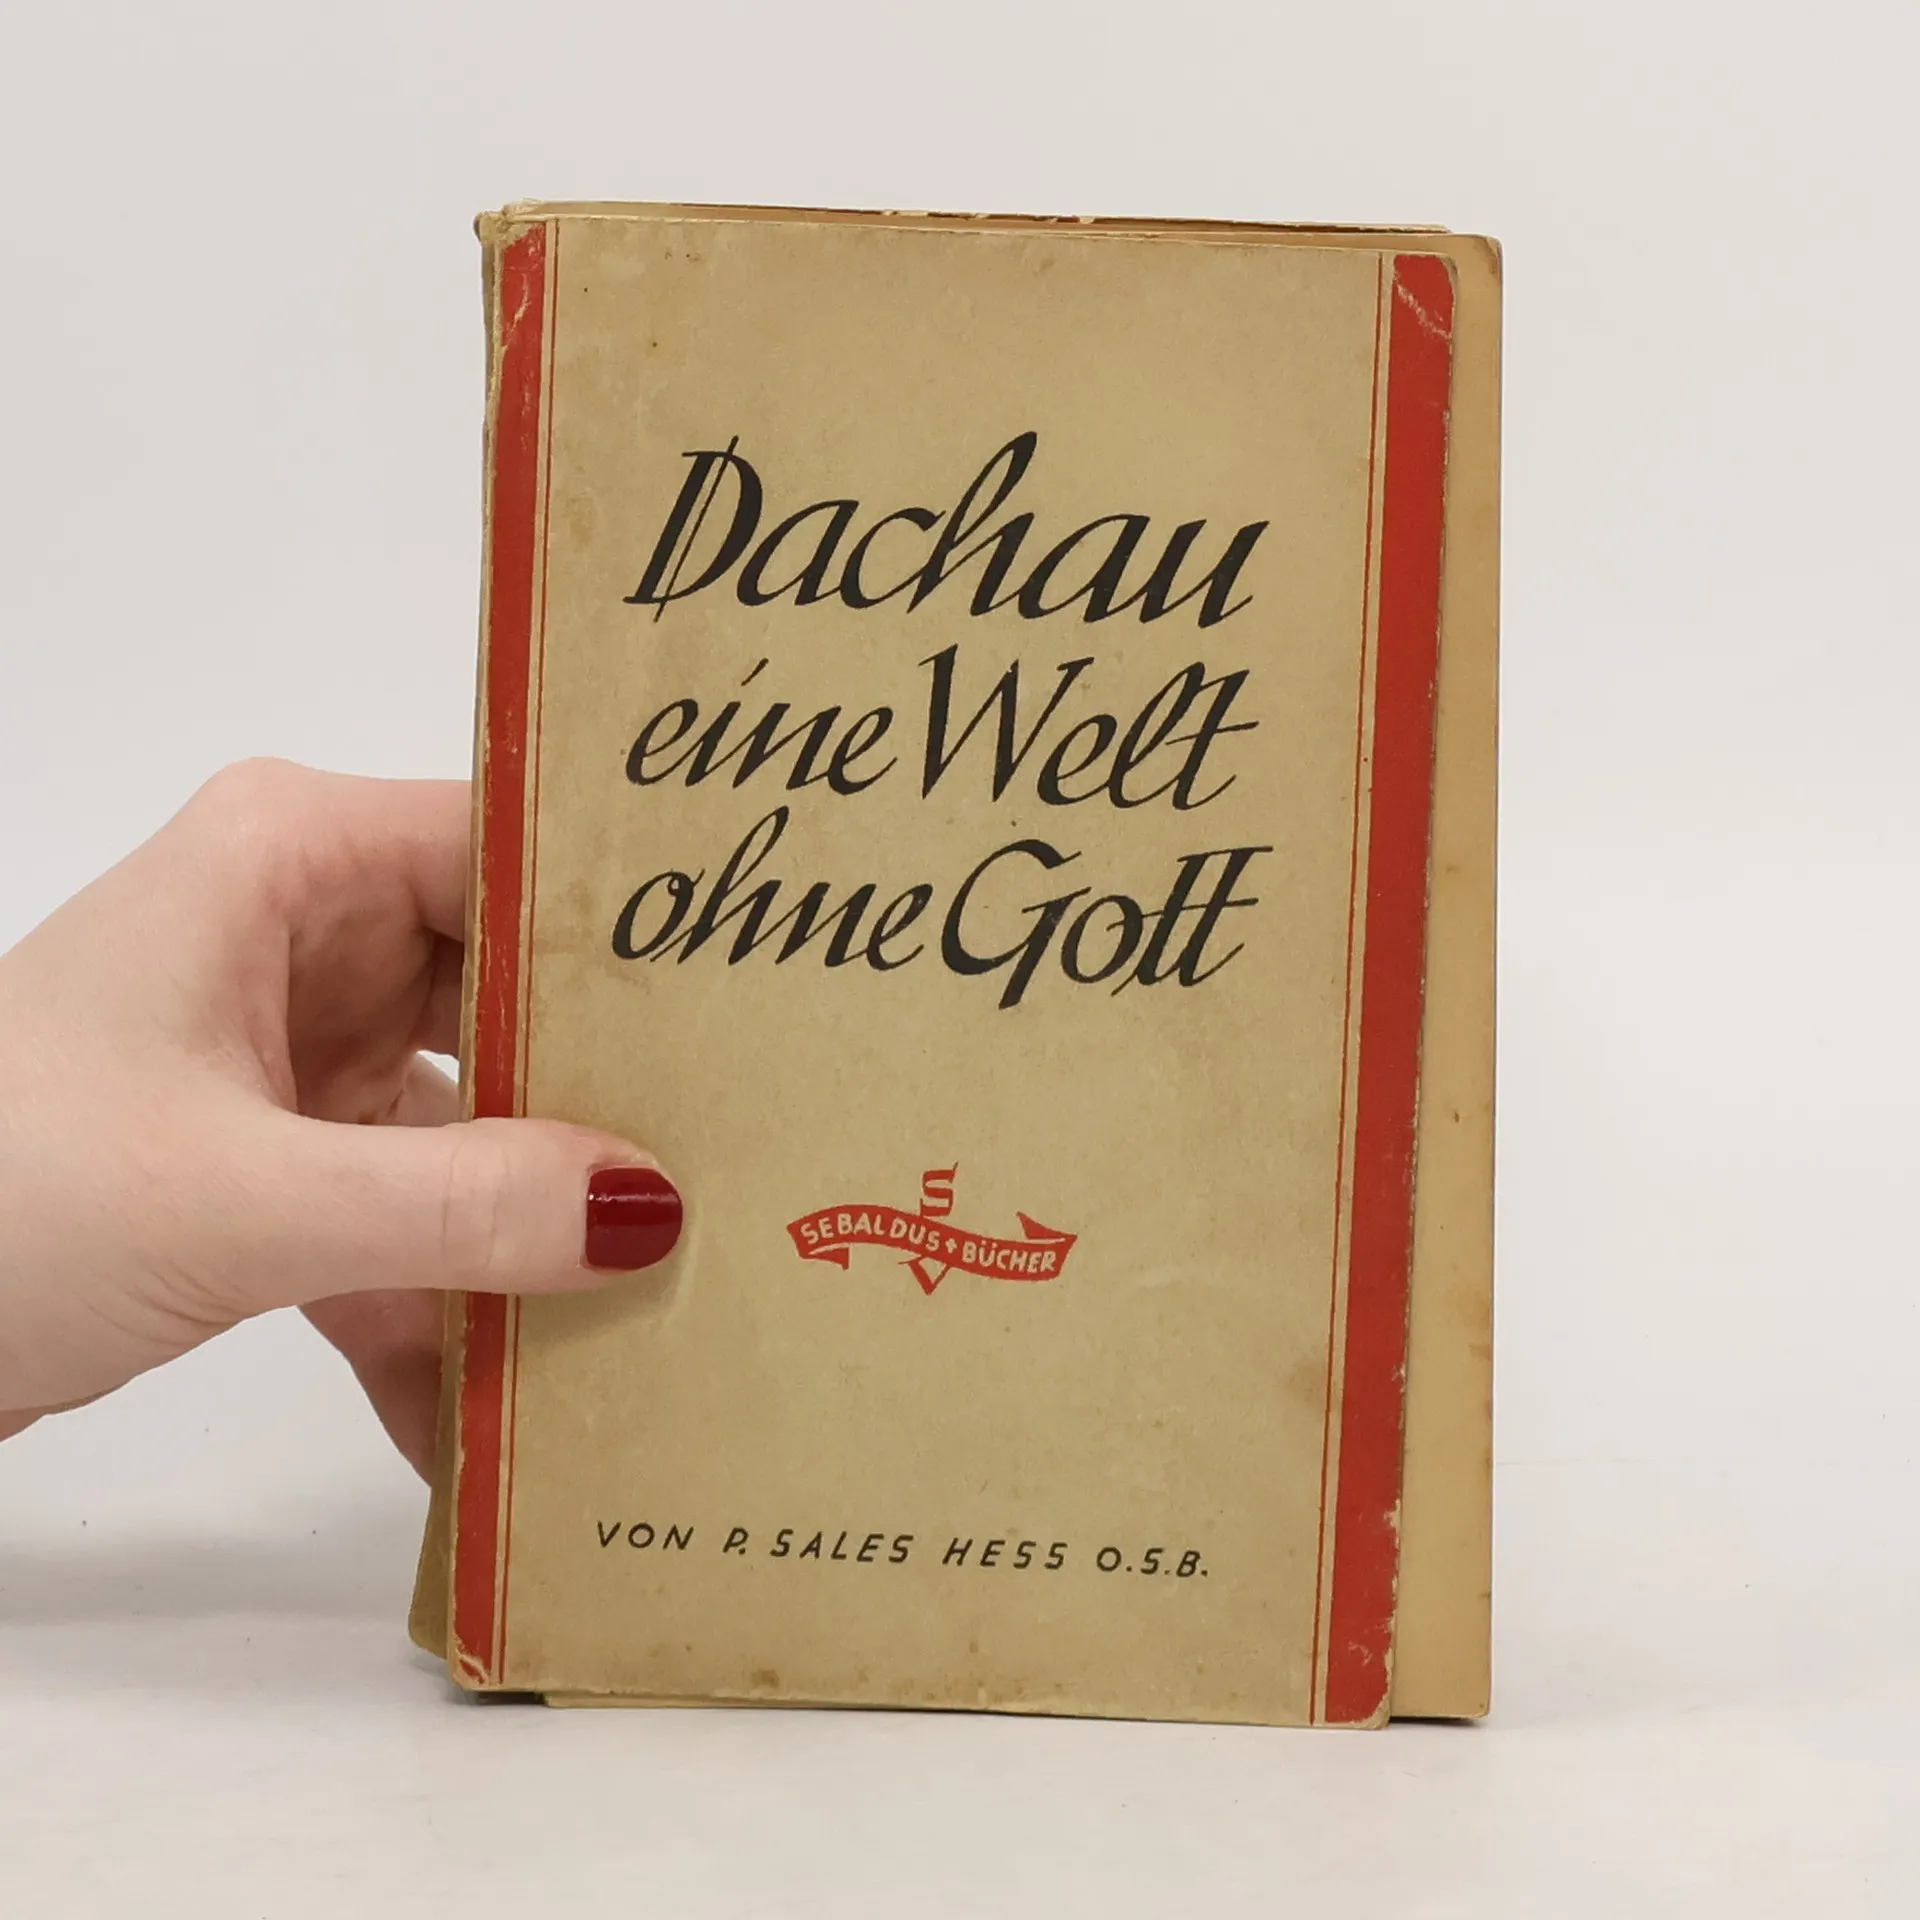 Dachau
eine Welt
ohne Gott
S
SEBALDUS + BÜCHER
V
VON P. SALES HESS O.S.B.